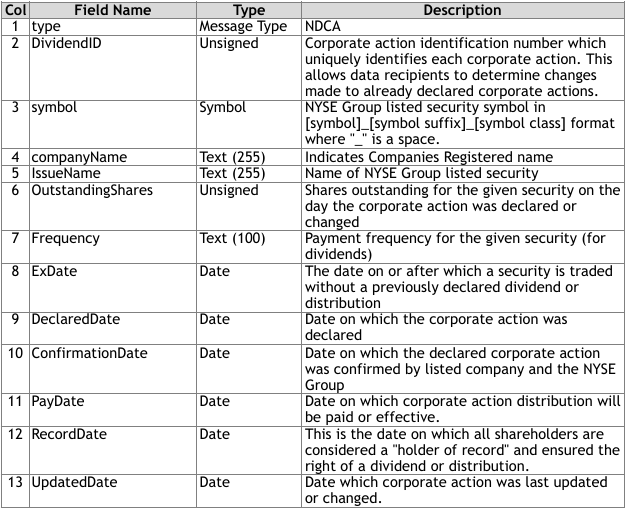 Col Field Name Type Description
1 type Message Type NDCA
2 DividendID Unsigned Corporate action identification number which
uniquely identifies each corporate action. This
allows data recipients to determine changes
made to already declared corporate actions.
3 symbol Symbol NYSE Group listed security symbol in
[symbol]_[symbol suffix]_[symbol class] format
where "_" is a space.
4 companyName Text (255) Indicates Companies Registered name
5 IssueName Text (255) Name of NYSE Group listed security
6 OutstandingShares Unsigned Shares outstanding for the given security on the
day the corporate action was declared or
changed
7 Frequency Text (100) Payment frequency for the given security (for
dividends)
8 ExDate Date The date on or after which a security is traded
without a previously declared dividend or
distribution
9 DeclaredDate Date Date on which the corporate action was
declared
10 ConfirmationDate Date Date on which the declared corporate action
was confirmed by listed company and the NYSE
Group
11 PayDate Date Date on which corporate action distribution will
be paid or effective.
12 RecordDate Date This is the date on which all shareholders are
considered a "holder of record" and ensured the
right of a dividend or distribution.
13 UpdatedDate Date Date which corporate action was last updated
or changed.